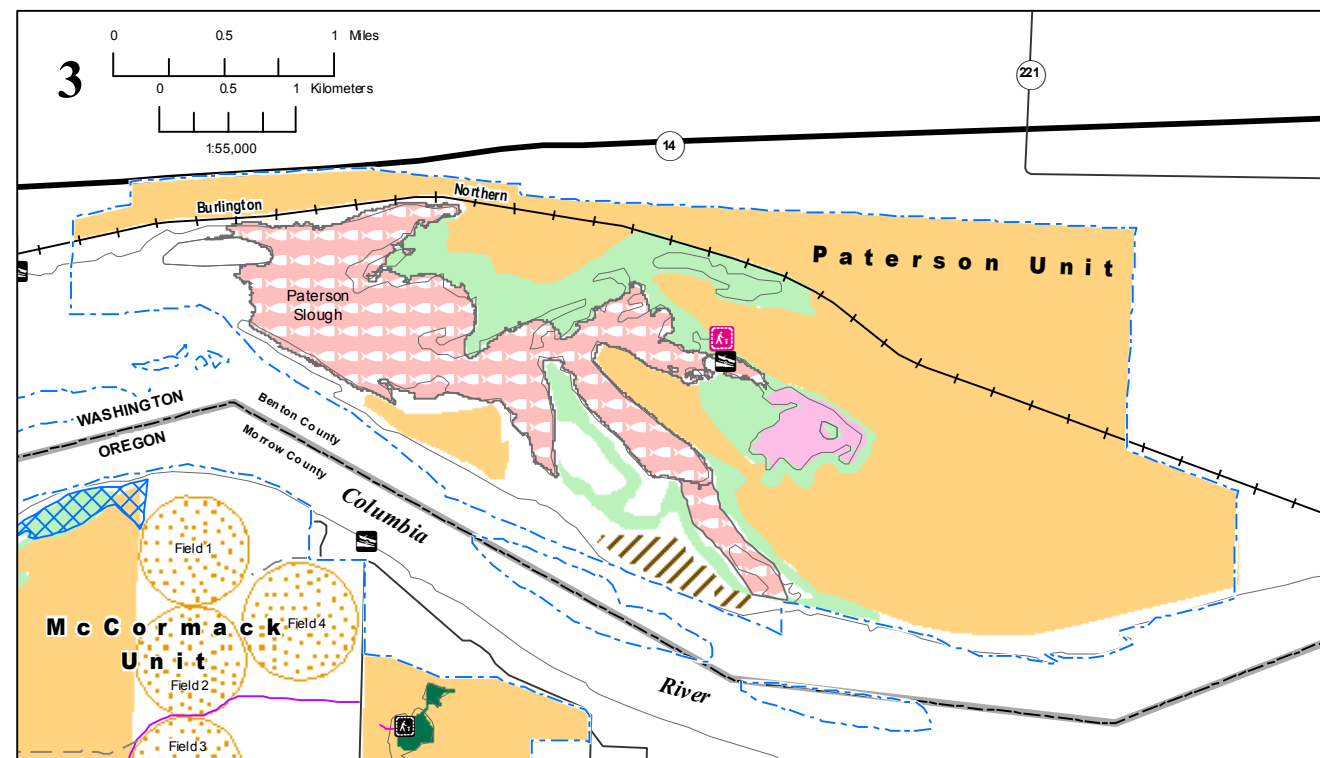 3
0 0.5 1 Miles
0 0.5 1 Kilometers
1:55,000
221
14
Burlington Northern
Paterson Unit
Paterson
Slough
WASHINGTON
OREGON
Benton County
Morrow County
Columbia
River
Field 1
Field 4
McCormack
Unit
Field 2
Field 3